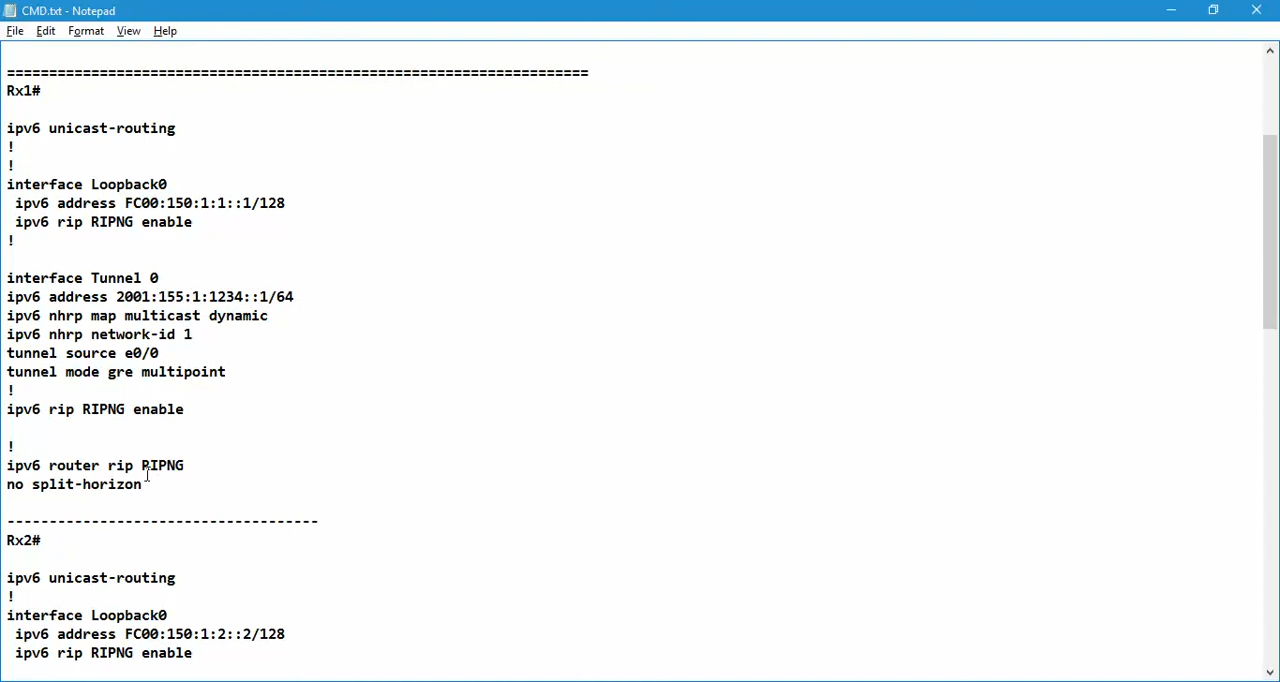 CMD.txt - Notepad
File Edit Format View Help
=====================================================================
Rx1#
ipv6 unicast-routing
!
!
interface Loopback0
ipv6 address FC00:150:1:1::1/128
ipv6 rip RIPNG enable
!
interface Tunnel 0
ipv6 address 2001:155:1:1234::1/64
ipv6 nhrp map multicast dynamic
ipv6 nhrp network-id 1
tunnel source e0/0
tunnel mode gre multipoint
!
ipv6 rip RIPNG enable
!
ipv6 router rip RIPNG
no split-horizon
-------------------------------------
Rx2#
ipv6 unicast-routing
!
interface Loopback0
ipv6 address FC00:150:1:2::2/128
ipv6 rip RIPNG enable